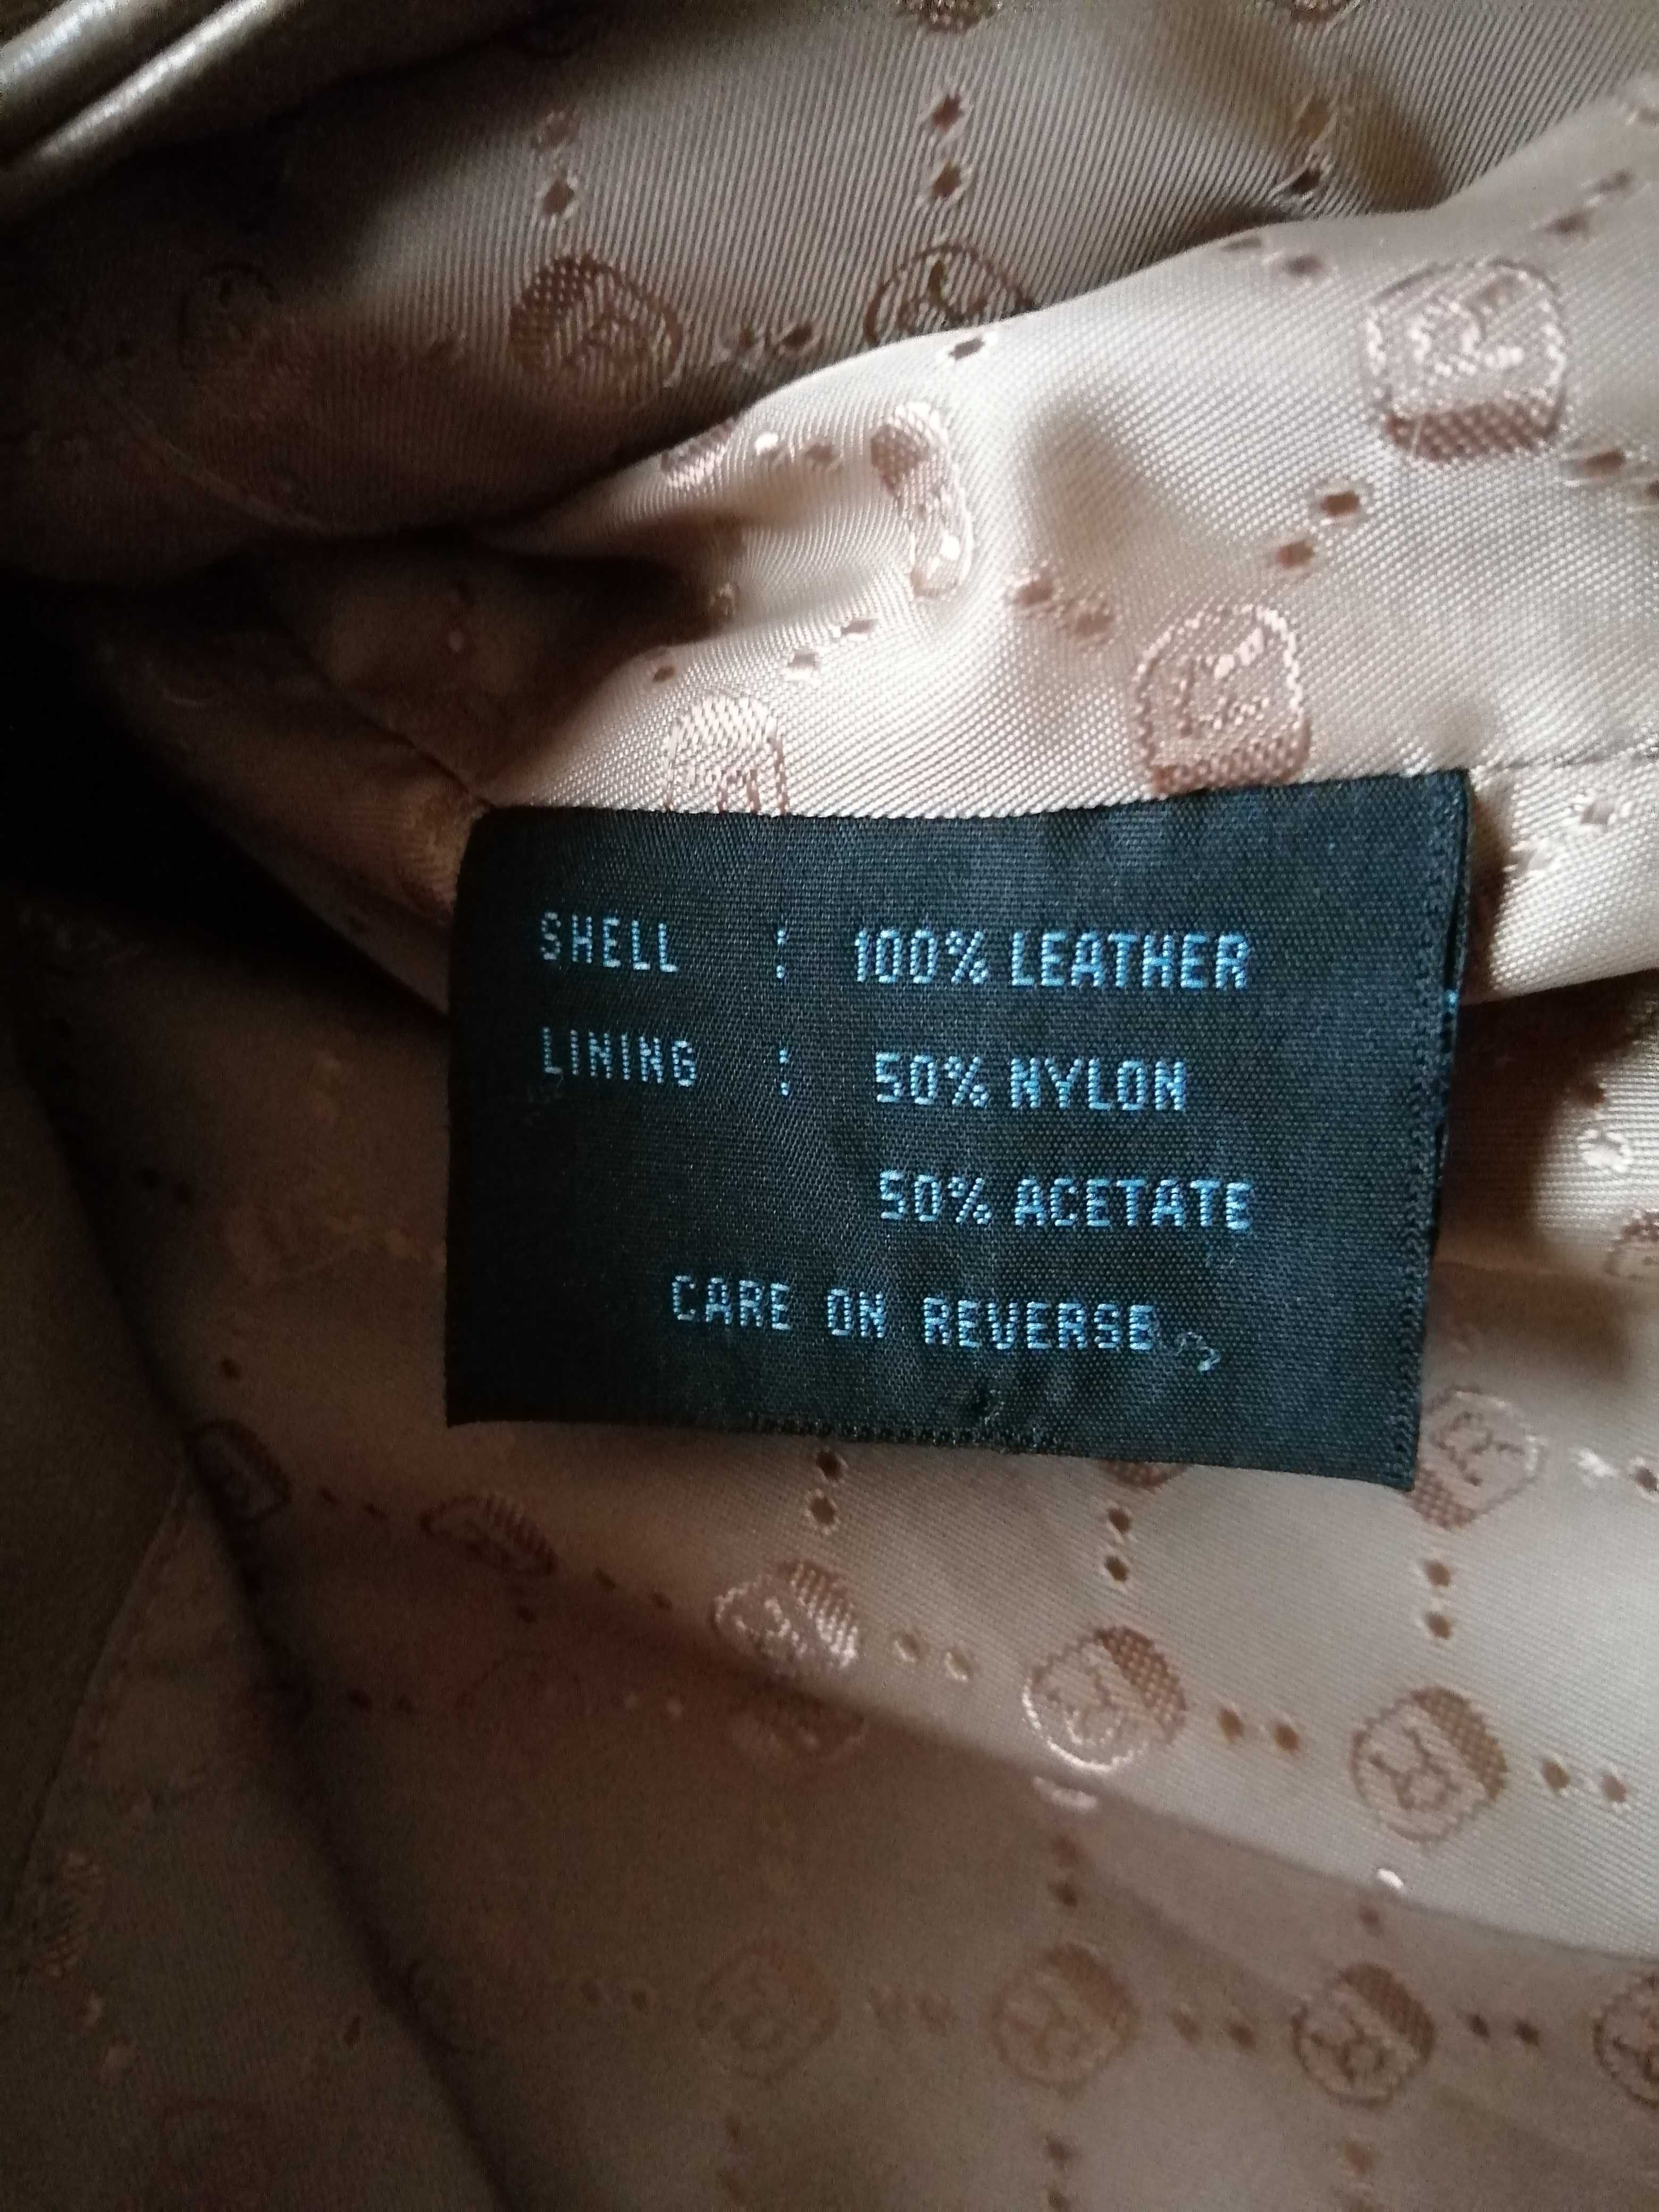 SHELL : 100% LEATHER
LINING : 50% NYLON
50% ACETATE
CARE ON REVERSE